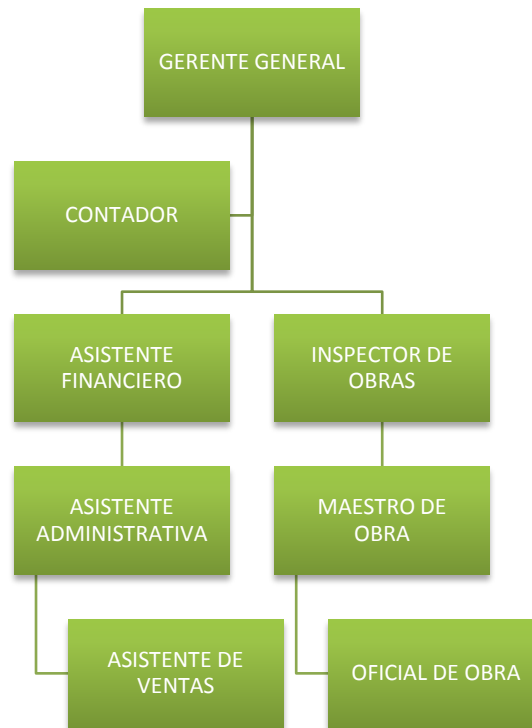 GERENTE GENERAL
CONTADOR
ASISTENTE
FINANCIERO
INSPECTOR DE
OBRAS
ASISTENTE
ADMINISTRATIVA
MAESTRO DE
OBRA
ASISTENTE DE
VENTAS
OFICIAL DE OBRA